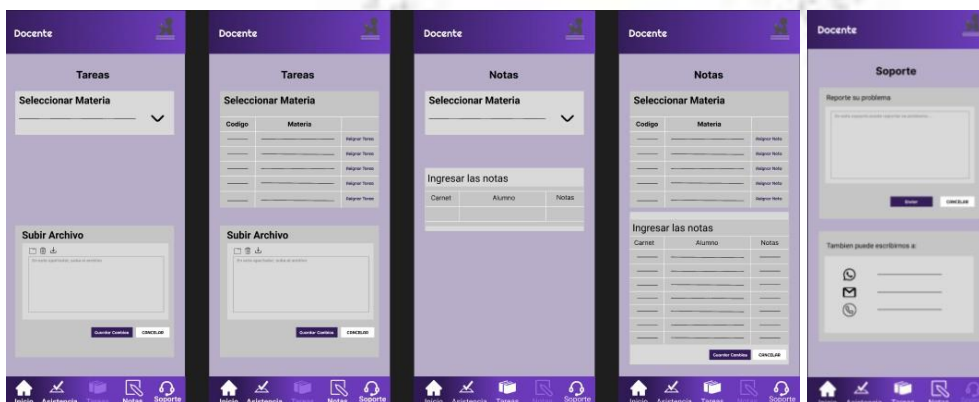 Docente
Tareas
Seleccionar Materia
Subir Archivo
Guardar Cambios CANCELAR
Inicio Asistencia Tareas Notas Soporte
Docente
Tareas
Seleccionar Materia
Codigo Materia
Asignar Tarea
Asignar Tarea
Asignar Tarea
Asignar Tarea
Asignar Tarea
Subir Archivo
Guardar Cambios CANCELAR
Inicio Asistencia Tareas Notas Soporte
Docente
Notas
Seleccionar Materia
Ingresar las notas
Carnet Alumno Notas
Inicio Asistencia Tareas Notas Soporte
Docente
Notas
Seleccionar Materia
Codigo Materia
Asignar Nota
Asignar Nota
Asignar Nota
Asignar Nota
Asignar Nota
Ingresar las notas
Carnet Alumno Notas
Guardar Cambios CANCELAR
Inicio Asistencia Tareas Notas Soporte
Docente
Soporte
Reporte su problema
Enviar CANCELAR
Tambien puede escribirnos a:
Inicio Asistencia Tareas Notas Soporte